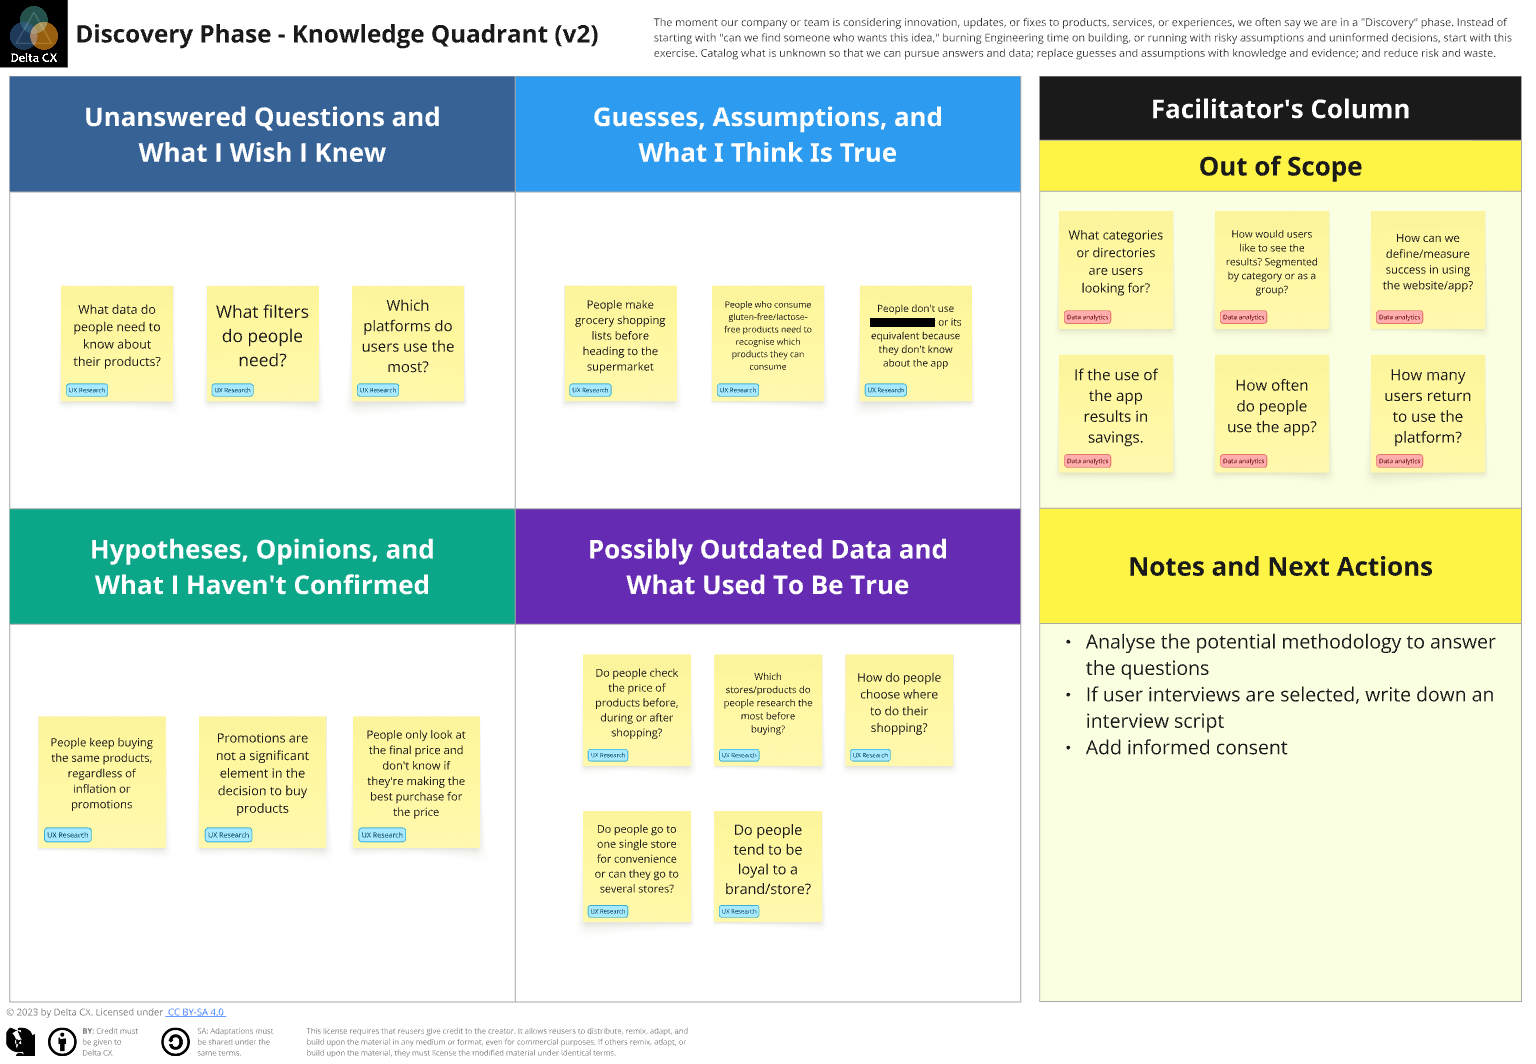 Delta CX
Discovery Phase - Knowledge Quadrant (v2)
The moment our company or team is considering innovation, updates, or fixes to products, services, or experiences, we often say we are in a "Discovery" phase. Instead of
starting with "can we find someone who wants this idea," burning Engineering time on building, or running with risky assumptions and uninformed decisions, start with this
exercise. Catalog what is unknown so that we can pursue answers and data; replace guesses and assumptions with knowledge and evidence; and reduce risk and waste.
Unanswered Questions and
What I Wish I Knew
What data do
people need to
know about
their products?
UX Research
What filters
do people
need?
UX Research
Which
platforms do
users use the
most?
UX Research
Guesses, Assumptions, and
What I Think Is True
People make
grocery shopping
lists before
heading to the
supermarket
UX Research
People who consume
gluten-free/lactose-
free products need to
recognise which
products they can
consume
UX Research
People don't use
or its
equivalent because
they don't know
about the app
UX Research
Hypotheses, Opinions, and
What I Haven't Confirmed
People keep buying
the same products,
regardless of
inflation or
promotions
UX Research
Promotions are
not a significant
element in the
decision to buy
products
UX Research
People only look at
the final price and
don't know if
they're making the
best purchase for
the price
UX Research
Possibly Outdated Data and
What Used To Be True
Do people check
the price of
products before,
during or after
shopping?
UX Research
Which
stores/products do
people research the
most before
buying?
UX Research
How do people
choose where
to do their
shopping?
UX Research
Do people go to
one single store
for convenience
or can they go to
several stores?
UX Research
Do people
tend to be
loyal to a
brand/store?
UX Research
Facilitator's Column
Out of Scope
What categories
or directories
are users
looking for?
Data analytics
How would users
like to see the
results? Segmented
by category or as a
group?
Data analytics
How can we
define/measure
success in using
the website/app?
Data analytics
If the use of
the app
results in
savings.
Data analytics
How often
do people
use the app?
Data analytics
How many
users return
to use the
platform?
Data analytics
Notes and Next Actions
• Analyse the potential methodology to answer
the questions
• If user interviews are selected, write down an
interview script
• Add informed consent
© 2023 by Delta CX. Licensed under CC BY-SA 4.0
BY: Credit must
be given to
Delta CX
SA: Adaptations must
be shared under the
same terms.
This license requires that reusers give credit to the creator. It allows reusers to distribute, remix, adapt, and
build upon the material in any medium or format, even for commercial purposes. If others remix, adapt, or
build upon the material, they must license the modified material under identical terms.